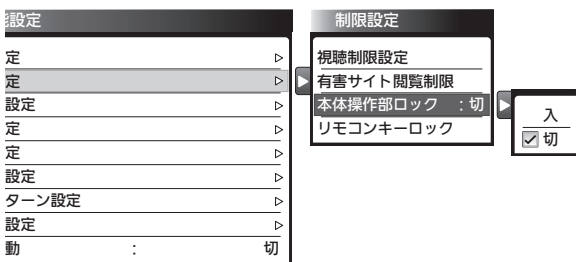 設定
定
定
設定
定
定
設定
ターン設定
設定
動 : 切
制限設定
視聴制限設定
有害サイト閲覧制限
本体操作部ロック :切
リモコンキーロック
入
切